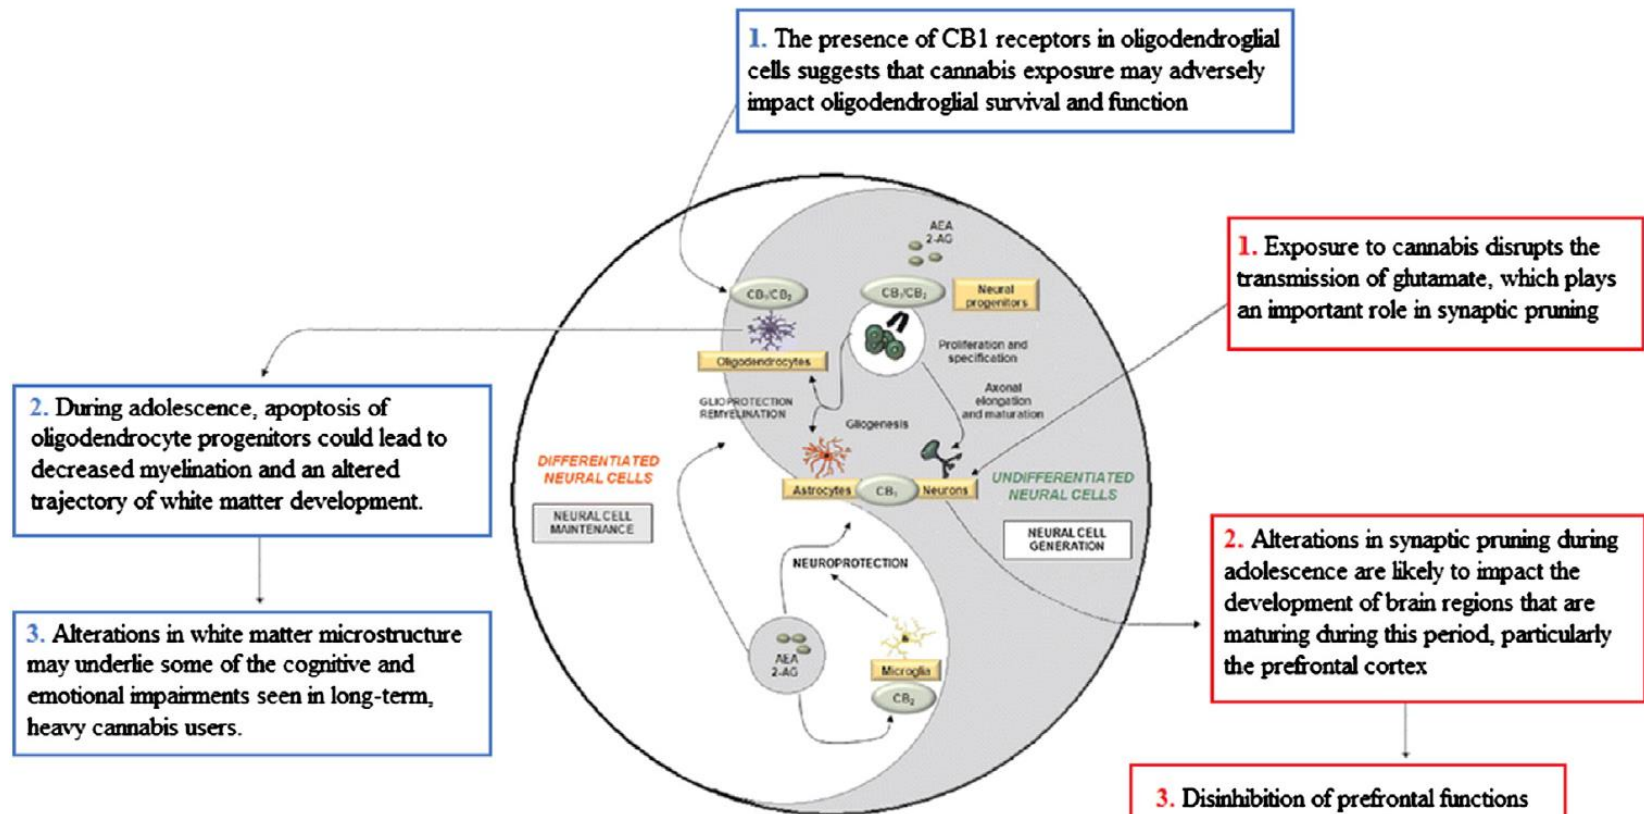 1. The presence of CB1 receptors in oligodendroglial
cells suggests that cannabis exposure may adversely
impact oligodendroglial survival and function
AEA
2-AG
CB₁/CB₂
CB₁/CB₂
Neural
progenitors
Oligodendrocytes
Proliferation and
specification
GLIOPROTECTION
REMYELINATION
Axonal
elongation
and maturation
Gliogenesis
DIFFERENTIATED
NEURAL CELLS
Astrocytes
CB₁
Neurons
UNDIFFERENTIATED
NEURAL CELLS
NEURAL CELL
MAINTENANCE
NEURAL CELL
GENERATION
NEUROPROTECTION
AEA
2-AG
Microglia
CB₂
2. During adolescence, apoptosis of
oligodendrocyte progenitors could lead to
decreased myelination and an altered
trajectory of white matter development.
3. Alterations in white matter microstructure
may underlie some of the cognitive and
emotional impairments seen in long-term,
heavy cannabis users.
1. Exposure to cannabis disrupts the
transmission of glutamate, which plays
an important role in synaptic pruning
2. Alterations in synaptic pruning during
adolescence are likely to impact the
development of brain regions that are
maturing during this period, particularly
the prefrontal cortex
3. Disinhibition of prefrontal functions